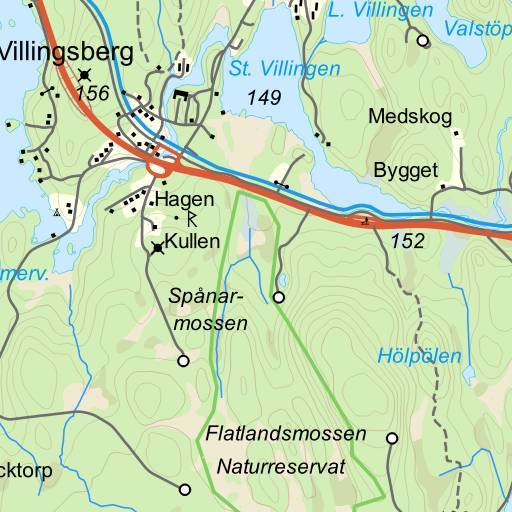 L. Villingen
Valstöp
Villingsberg
St. Villingen
156
149
Medskog
Bygget
Hagen
R
Kullen
152
merv.
Spånar-
mossen
Hölpölen
Flatlandsmossen
Naturreservat
cktorp